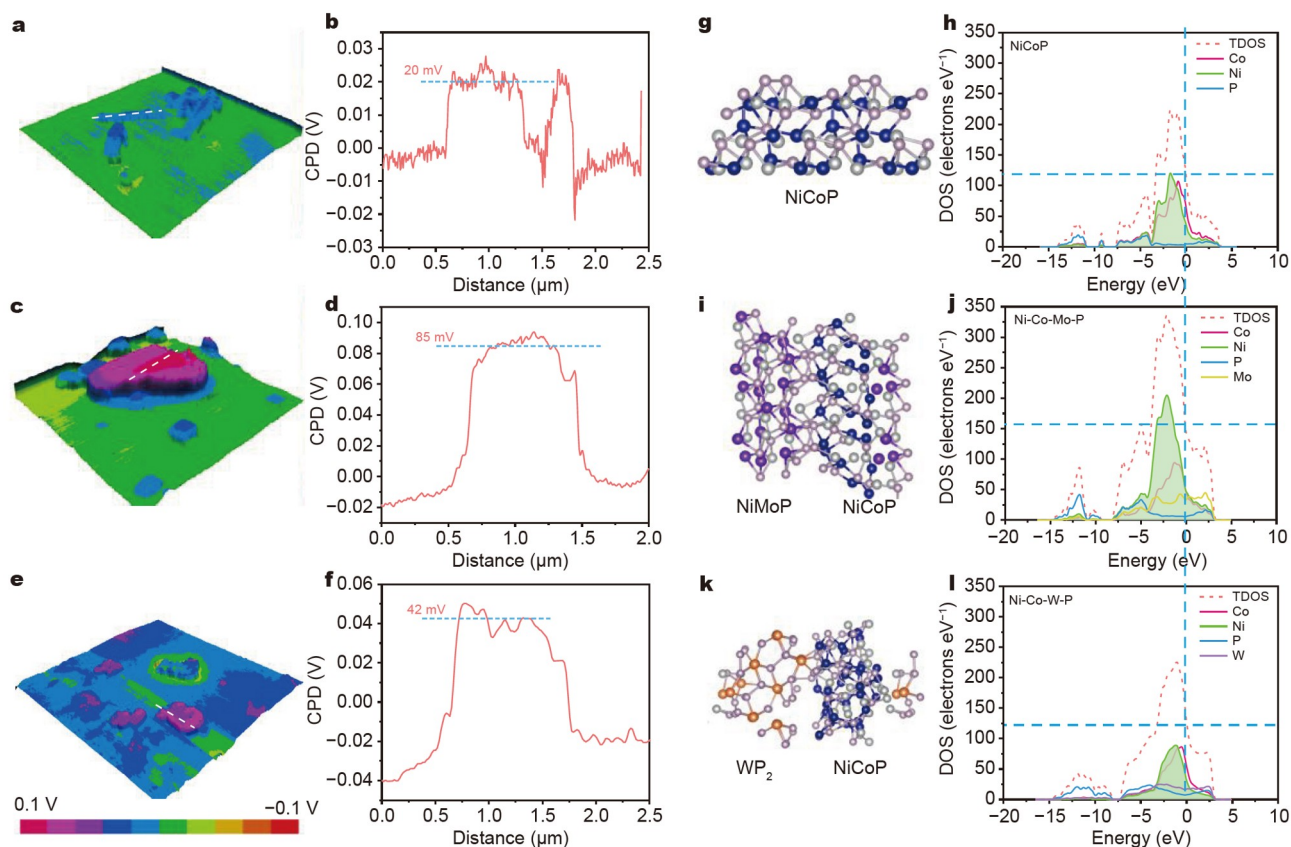 a
b
CPD (V)
0.03
0.02
0.01
0.00
−0.01
−0.02
−0.03
20 mV
0.0 0.5 1.0 1.5 2.0 2.5
Distance (μm)
g
NiCoP
h
DOS (electrons eV⁻¹)
350
300
250
200
150
100
50
0
NiCoP
TDOS
Co
Ni
P
−20 −15 −10 −5 0 5 10
Energy (eV)
c
d
CPD (V)
0.10
0.08
0.06
0.04
0.02
0.00
−0.02
85 mV
0.0 0.5 1.0 1.5 2.0
Distance (μm)
i
NiMoP NiCoP
j
DOS (electrons eV⁻¹)
350
300
250
200
150
100
50
0
Ni-Co-Mo-P
TDOS
Co
Ni
P
Mo
−20 −15 −10 −5 0 5 10
Energy (eV)
e
0.1 V −0.1 V
f
CPD (V)
0.06
0.04
0.02
0.00
−0.02
−0.04
42 mV
0.0 0.5 1.0 1.5 2.0 2.5
Distance (μm)
k
WP₂ NiCoP
l
DOS (electrons eV⁻¹)
350
300
250
200
150
100
50
0
Ni-Co-W-P
TDOS
Co
Ni
P
W
−20 −15 −10 −5 0 5 10
Energy (eV)